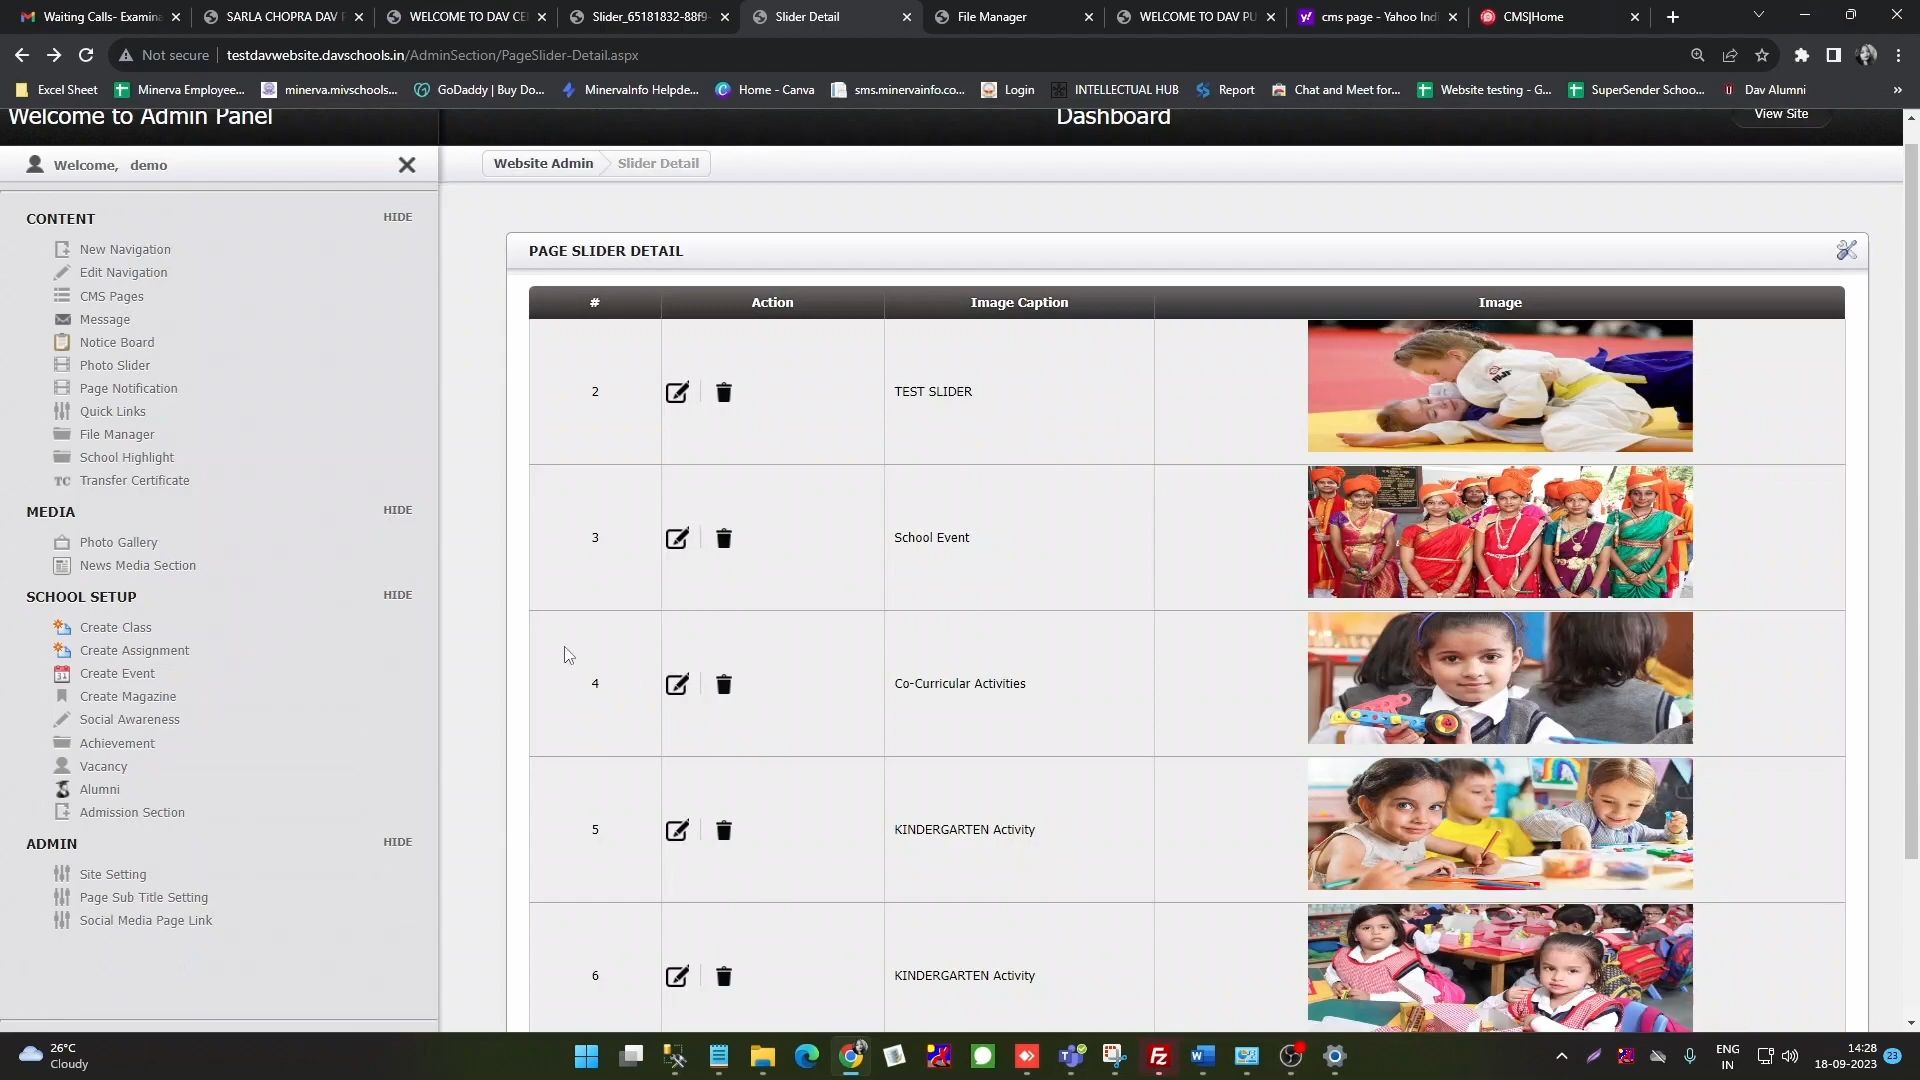 Waiting Calls- Examina
SARLA CHOPRA DAV P
WELCOME TO DAV CE
Slider_65181832-88f9-
Slider Detail
File Manager
WELCOME TO DAV PU
cms page - Yahoo Indi
CMS|Home
Not secure
testdavwebsite.davschools.in/AdminSection/PageSlider-Detail.aspx
Excel Sheet
Minerva Employee...
minerva.mivschools...
GoDaddy | Buy Do...
MinervaInfo Helpde...
Home - Canva
sms.minervainfo.co...
Login
INTELLECTUAL HUB
Report
Chat and Meet for...
Website testing - G...
SuperSender Schoo...
Dav Alumni
»
Welcome to Admin Panel
Dashboard
View Site
Welcome, demo
Website Admin
Slider Detail
CONTENT
HIDE
New Navigation
Edit Navigation
CMS Pages
Message
Notice Board
Photo Slider
Page Notification
Quick Links
File Manager
School Highlight
TC Transfer Certificate
MEDIA
HIDE
Photo Gallery
News Media Section
SCHOOL SETUP
HIDE
Create Class
Create Assignment
31 Create Event
Create Magazine
Social Awareness
Achievement
Vacancy
Alumni
Admission Section
ADMIN
HIDE
Site Setting
Page Sub Title Setting
Social Media Page Link
PAGE SLIDER DETAIL
# Action Image Caption Image
2 TEST SLIDER
3 School Event
4 Co-Curricular Activities
5 KINDERGARTEN Activity
6 KINDERGARTEN Activity
26°C
Cloudy
ENG
IN
14:28
18-09-2023
23